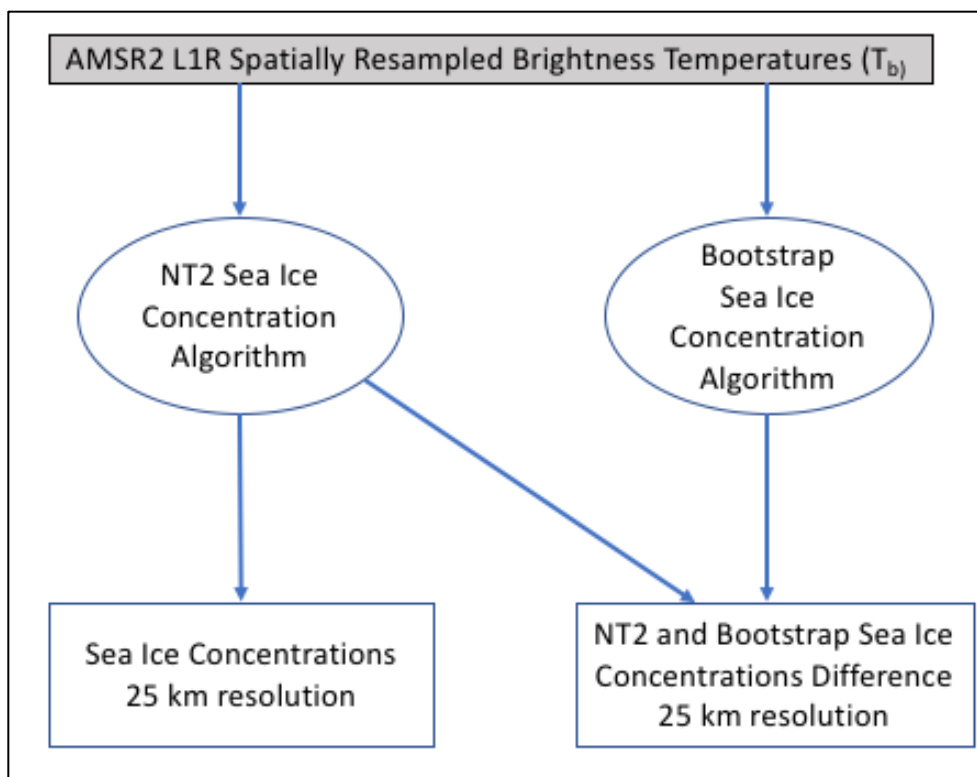 AMSR2 L1R Spatially Resampled Brightness Temperatures (Tb)
NT2 Sea Ice
Concentration
Algorithm
Bootstrap
Sea Ice
Concentration
Algorithm
Sea Ice Concentrations
25 km resolution
NT2 and Bootstrap Sea Ice
Concentrations Difference
25 km resolution